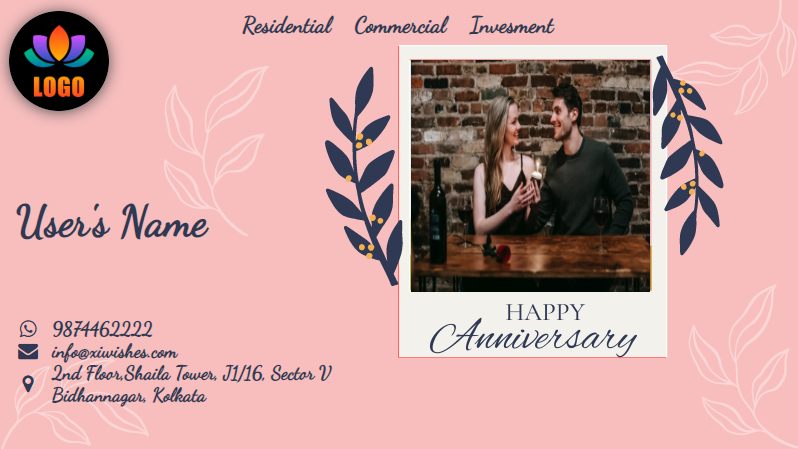 Residential Commercial Invesment
LOGO
User's Name
HAPPY
Anniversary
9874462222
info@xiwishes.com
2nd Floor,Shaila Tower, J1/16, Sector V
Bidhannagar, Kolkata